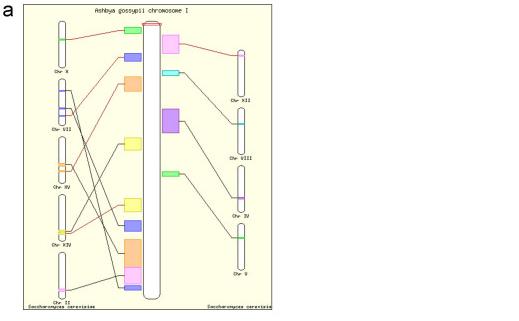 a
Ashbya gossypii chromosome I
Chr X
Chr VII
Chr XV
Chr XIV
Chr II
Chr XII
Chr VIII
Chr IV
Chr V
Saccharomyces cerevisiae
Saccharomyces cerevisiae